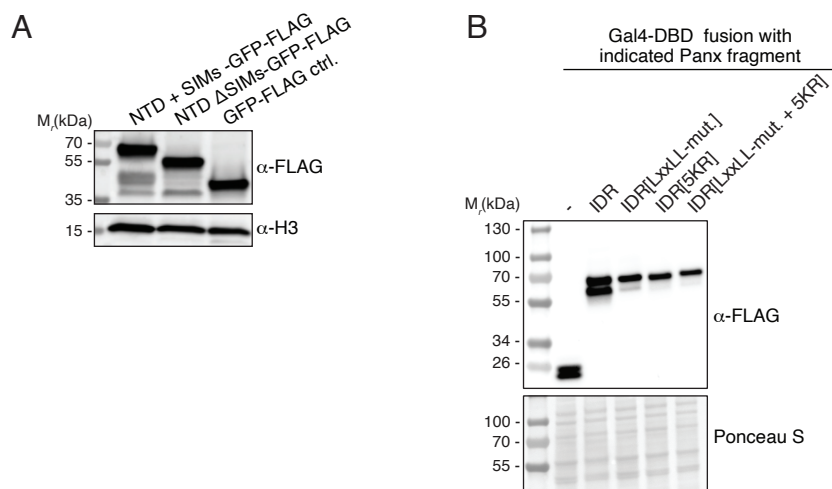 A
NTD + SIMs -GFP-FLAG
NTD ΔSIMs-GFP-FLAG
GFP-FLAG ctrl.
Mr(kDa)
70 -
55 -
35 -
α-FLAG
15 -
α-H3
B
Gal4-DBD fusion with
indicated Panx fragment
-
IDR
IDR[LxxLL-mut.]
IDR[5KR]
IDR[LxxLL-mut. + 5KR]
Mr(kDa)
130 -
100 -
70 -
55 -
34 -
26 -
α-FLAG
100 -
70 -
55 -
Ponceau S